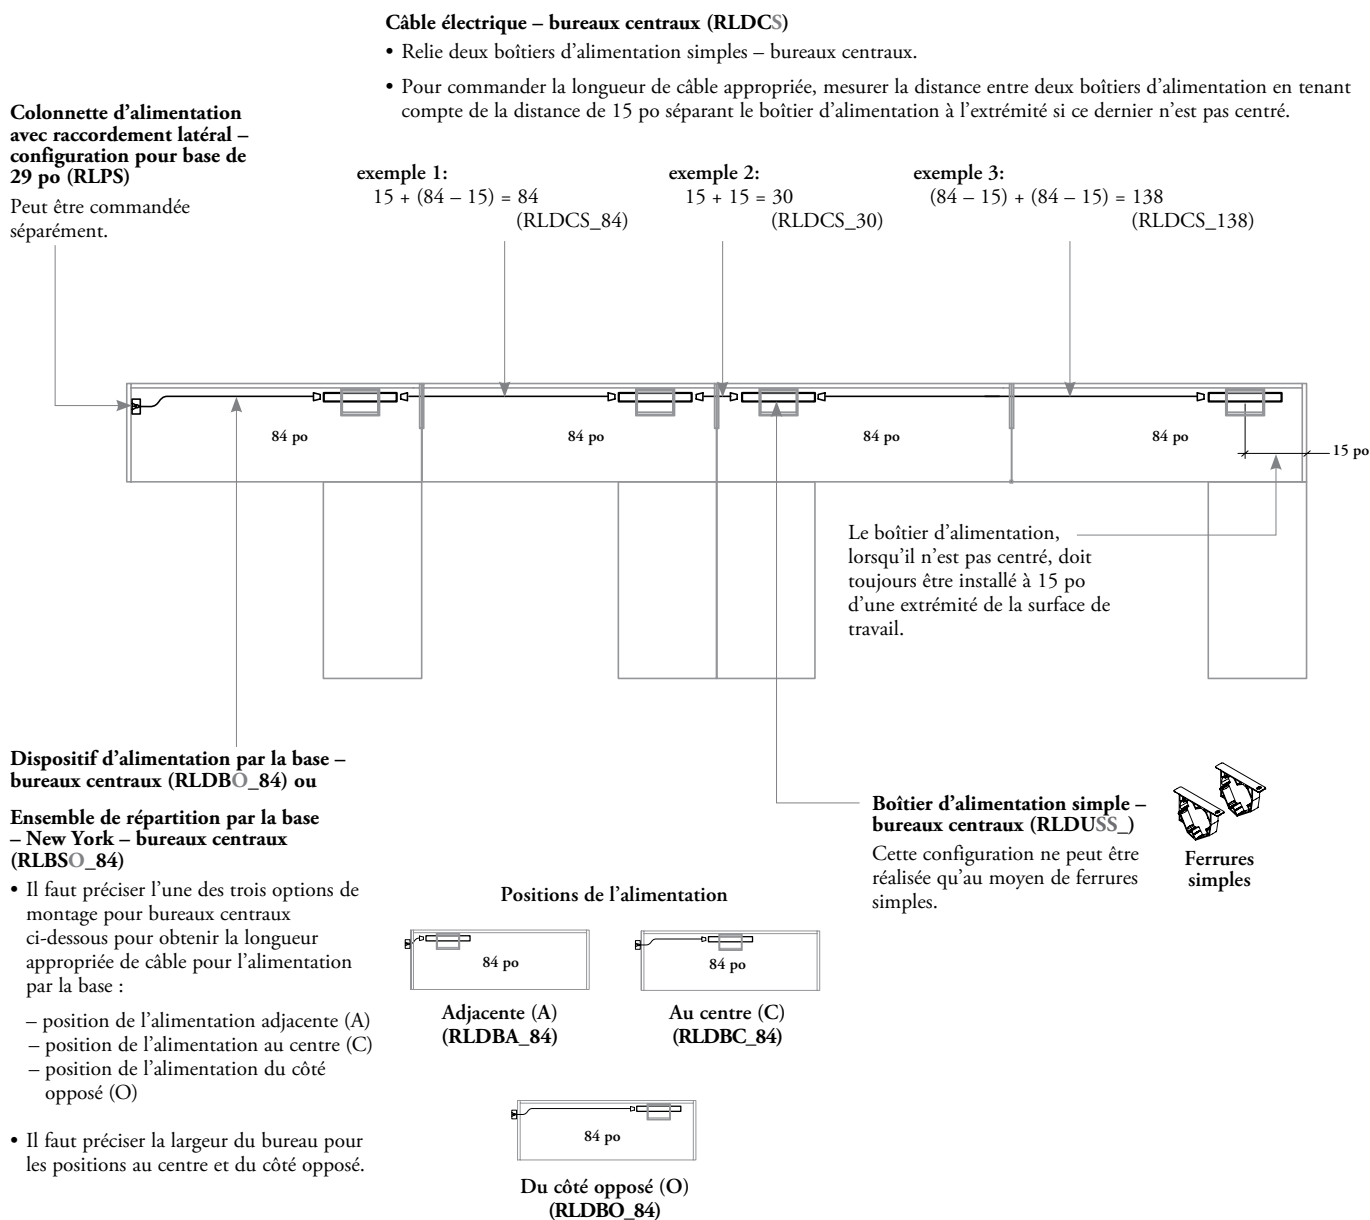 Câble électrique – bureaux centraux (RLDCS)
• Relie deux boîtiers d’alimentation simples – bureaux centraux.
• Pour commander la longueur de câble appropriée, mesurer la distance entre deux boîtiers d’alimentation en tenant
compte de la distance de 15 po séparant le boîtier d’alimentation à l’extrémité si ce dernier n’est pas centré.
Colonnette d’alimentation
avec raccordement latéral –
configuration pour base de
29 po (RLPS)
Peut être commandée
séparément.
exemple 1:
15 + (84 – 15) = 84
(RLDCS_84)
exemple 2:
15 + 15 = 30
(RLDCS_30)
exemple 3:
(84 – 15) + (84 – 15) = 138
(RLDCS_138)
84 po
84 po
84 po
84 po
15 po
Le boîtier d’alimentation,
lorsqu’il n’est pas centré, doit
toujours être installé à 15 po
d’une extrémité de la surface de
travail.
Dispositif d’alimentation par la base –
bureaux centraux (RLDBO_84) ou
Ensemble de répartition par la base
– New York – bureaux centraux
(RLBSO_84)
• Il faut préciser l’une des trois options de
montage pour bureaux centraux
ci-dessous pour obtenir la longueur
appropriée de câble pour l’alimentation
par la base :
– position de l’alimentation adjacente (A)
– position de l’alimentation au centre (C)
– position de l’alimentation du côté
opposé (O)
• Il faut préciser la largeur du bureau pour
les positions au centre et du côté opposé.
Positions de l’alimentation
84 po
Adjacente (A)
(RLDBA_84)
84 po
Au centre (C)
(RLDBC_84)
84 po
Du côté opposé (O)
(RLDBO_84)
Boîtier d’alimentation simple –
bureaux centraux (RLDUSS_)
Cette configuration ne peut être
réalisée qu’au moyen de ferrures
simples.
Ferrures
simples